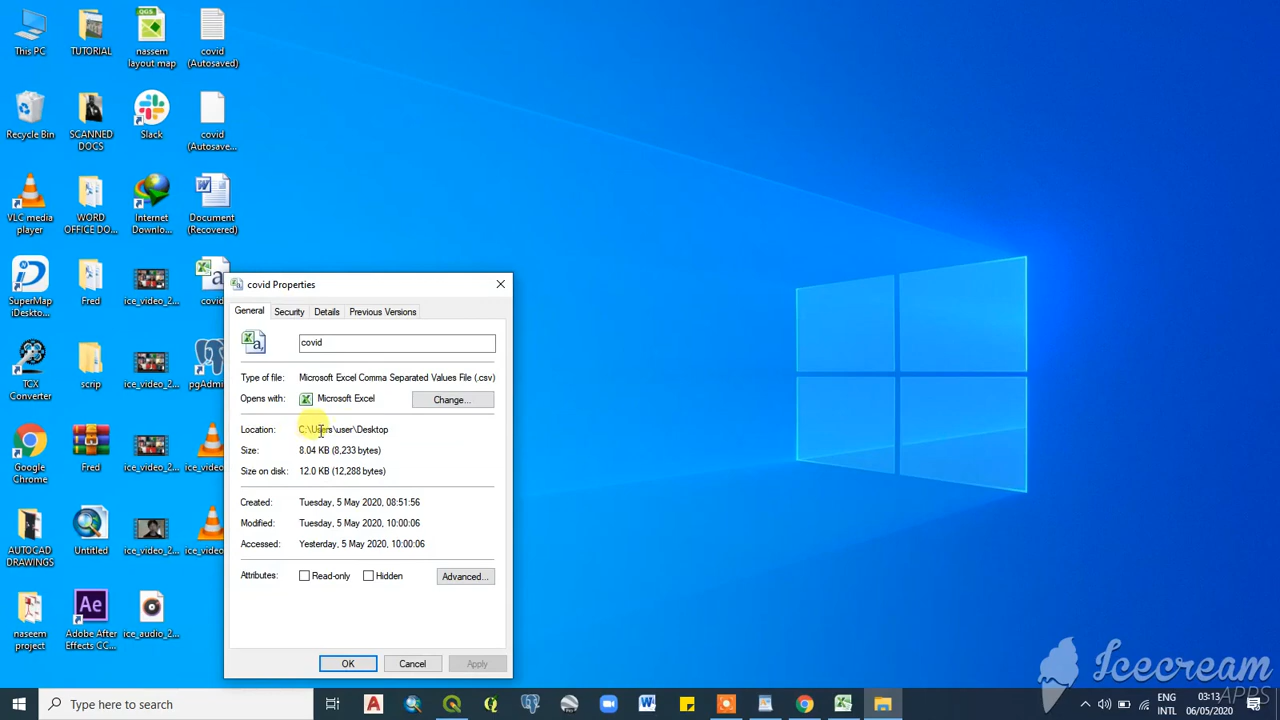 This PC
TUTORIAL
QGS
nassem
layout map
covid
(Autosaved)
Recycle Bin
SCANNED
DOCS
Slack
covid
(Autosave...
VLC media
player
WORD
OFFICE DO...
Internet
Downlo...
Document
(Recovered)
SuperMap
iDeskto...
Fred
ice_video_2...
covid
TCX
Converter
scrip
ice_video_2...
pgAdmi
Google
Chrome
Fred
ice_video_2...
ice_video
AUTOCAD
DRAWINGS
Untitled
ice_video_2...
ice_video
naseem
project
Ae
Adobe After
Effects CC...
ice_audio_2...
covid Properties
General
Security
Details
Previous Versions
covid
Type of file:
Microsoft Excel Comma Separated Values File (.csv)
Opens with:
Microsoft Excel
Change...
Location:
C:\Users\user\Desktop
Size:
8.04 KB (8,233 bytes)
Size on disk:
12.0 KB (12,288 bytes)
Created:
Tuesday, 5 May 2020, 08:51:56
Modified:
Tuesday, 5 May 2020, 10:00:06
Accessed:
Yesterday, 5 May 2020, 10:00:06
Attributes:
Read-only
Hidden
Advanced...
OK
Cancel
Apply
Icecream
APPS
Type here to search
ENG
INTL
03:13
06/05/2020